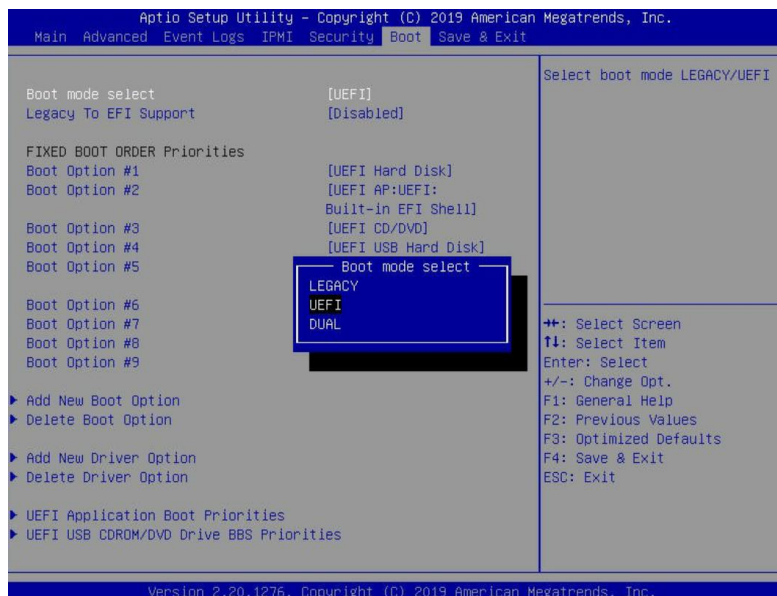 Aptio Setup Utility – Copyright (C) 2019 American Megatrends, Inc.
Main Advanced Event Logs IPMI Security Boot Save & Exit
Boot mode select [UEFI]
Legacy To EFI Support [Disabled]
FIXED BOOT ORDER Priorities
Boot Option #1 [UEFI Hard Disk]
Boot Option #2 [UEFI AP:UEFI:
Built-in EFI Shell]
Boot Option #3 [UEFI CD/DVD]
Boot Option #4 [UEFI USB Hard Disk]
Boot Option #5
Boot Option #6
Boot Option #7
Boot Option #8
Boot Option #9
Boot mode select
LEGACY
UEFI
DUAL
Add New Boot Option
Delete Boot Option
Add New Driver Option
Delete Driver Option
UEFI Application Boot Priorities
UEFI USB CDROM/DVD Drive BBS Priorities
Select boot mode LEGACY/UEFI
→←: Select Screen
↑↓: Select Item
Enter: Select
+/-: Change Opt.
F1: General Help
F2: Previous Values
F3: Optimized Defaults
F4: Save & Exit
ESC: Exit
Version 2.20.1276. Copyright (C) 2019 American Megatrends, Inc.